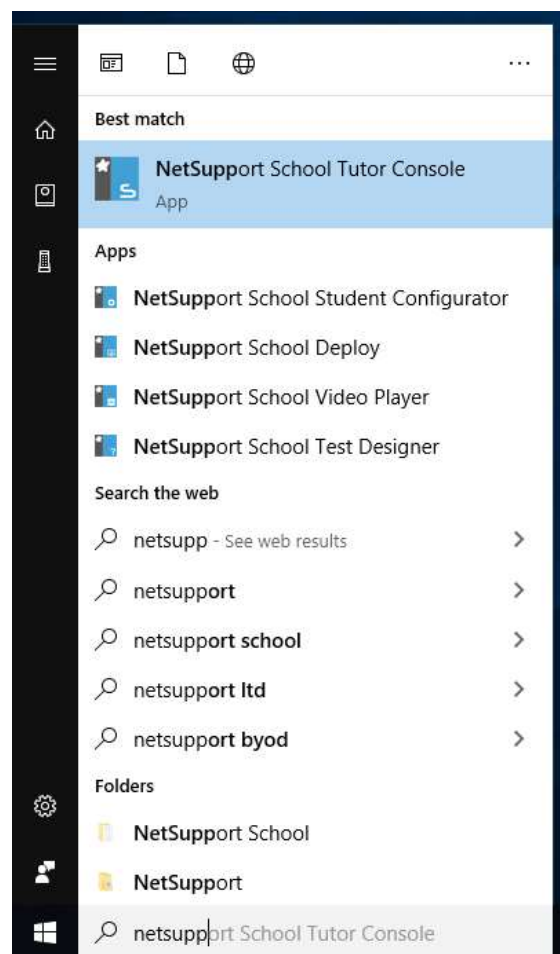 Best match
NetSupport School Tutor Console
App
Apps
NetSupport School Student Configurator
NetSupport School Deploy
NetSupport School Video Player
NetSupport School Test Designer
Search the web
netsupp - See web results
netsupport
netsupport school
netsupport ltd
netsupport byod
Folders
NetSupport School
NetSupport
netsupport School Tutor Console